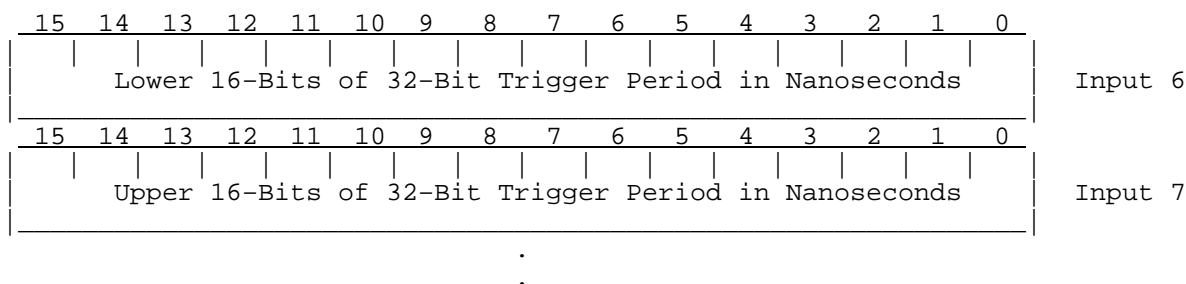 15 14 13 12 11 10 9 8 7 6 5 4 3 2 1 0
Lower 16-Bits of 32-Bit Trigger Period in Nanoseconds Input 6
15 14 13 12 11 10 9 8 7 6 5 4 3 2 1 0
Upper 16-Bits of 32-Bit Trigger Period in Nanoseconds Input 7
.
.